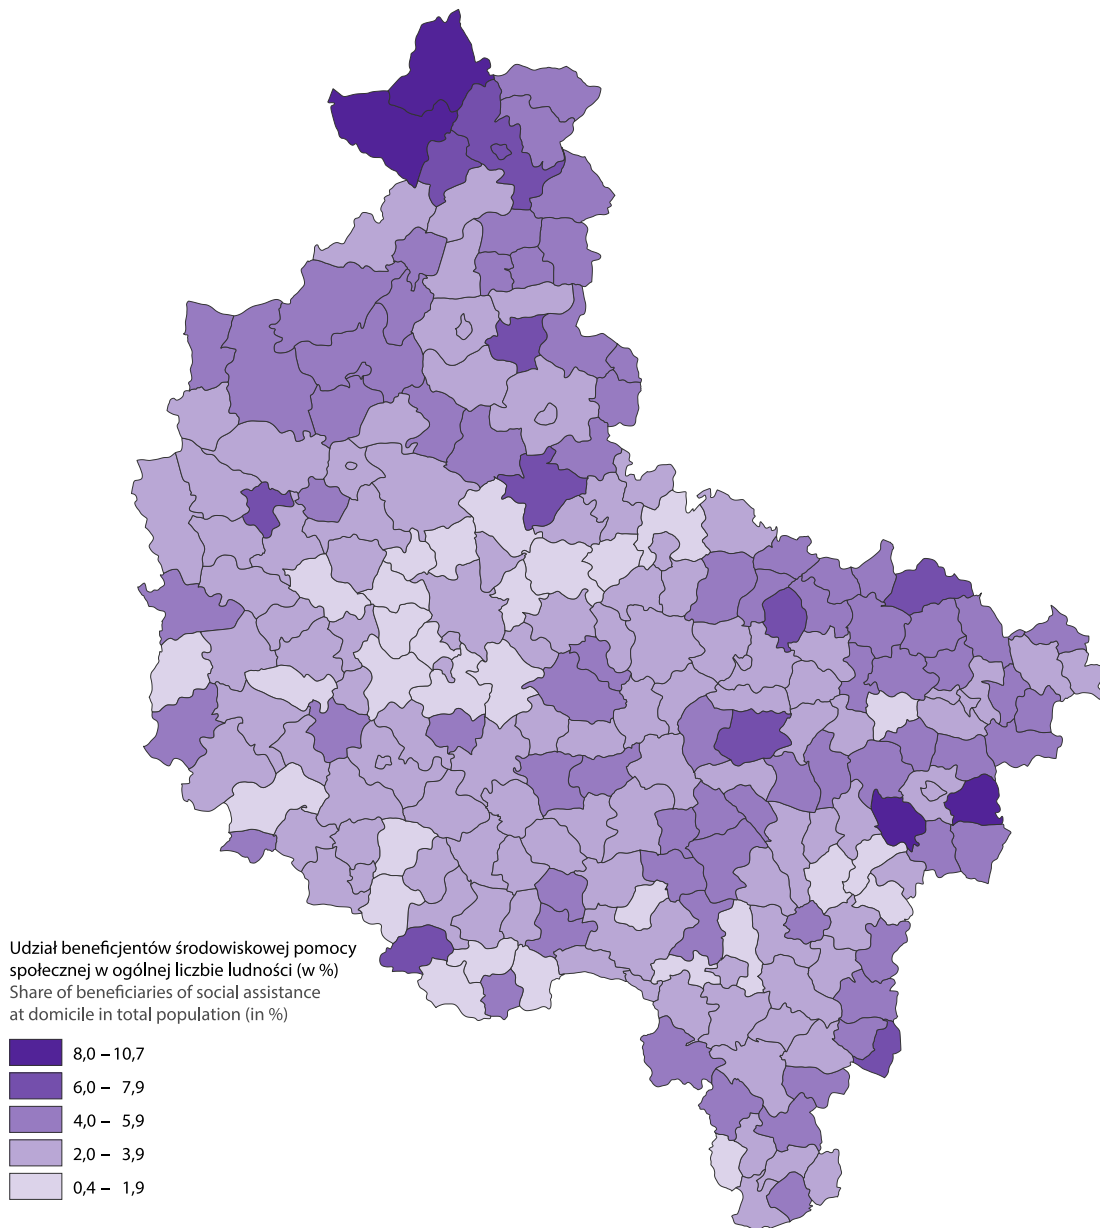 Udział beneficjentów środowiskowej pomocy
społecznej w ogólnej liczbie ludności (w %)
Share of beneficiaries of social assistance
at domicile in total population (in %)
8,0 – 10,7
6,0 – 7,9
4,0 – 5,9
2,0 – 3,9
0,4 – 1,9